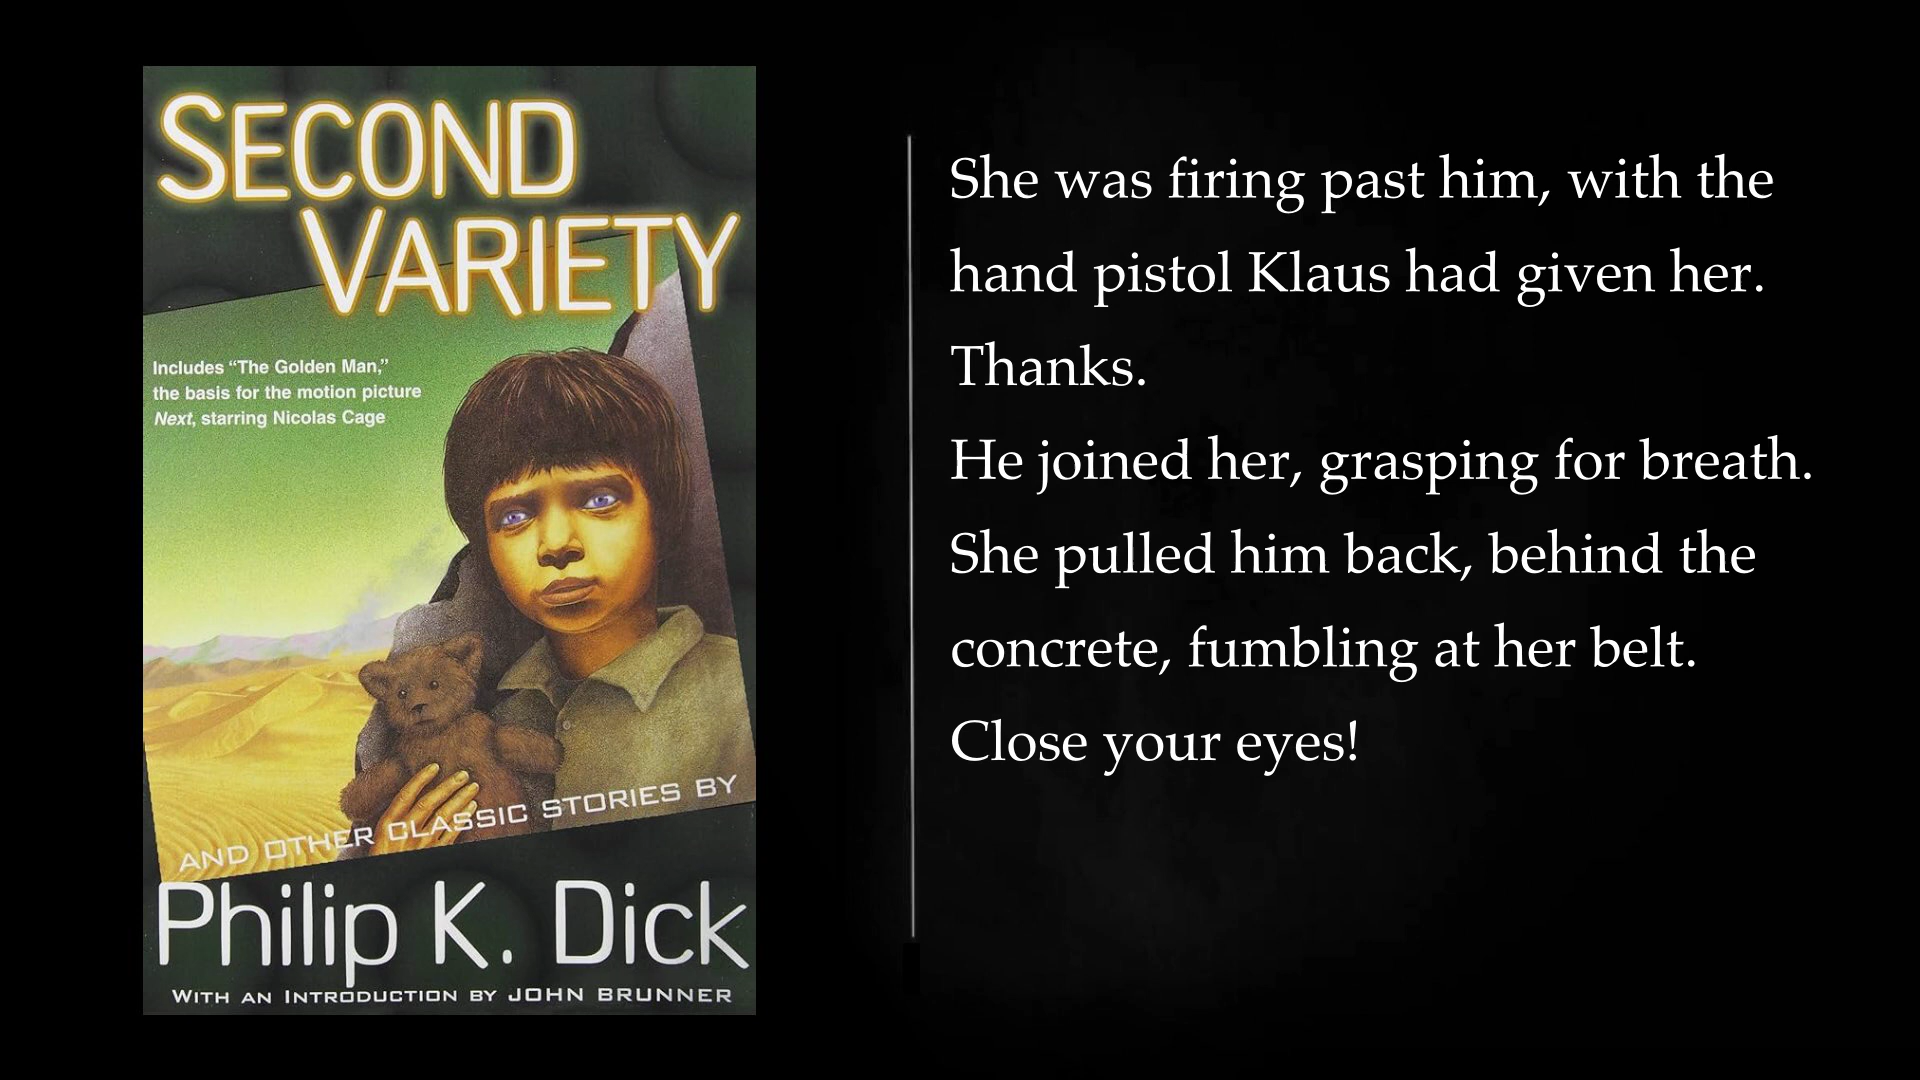 SECOND
VARIETY
Includes “The Golden Man,”
the basis for the motion picture
Next, starring Nicolas Cage
AND OTHER CLASSIC STORIES BY
Philip K. Dick
WITH AN INTRODUCTION BY JOHN BRUNNER
She was firing past him, with the
hand pistol Klaus had given her.
Thanks.
He joined her, grasping for breath.
She pulled him back, behind the
concrete, fumbling at her belt.
Close your eyes!